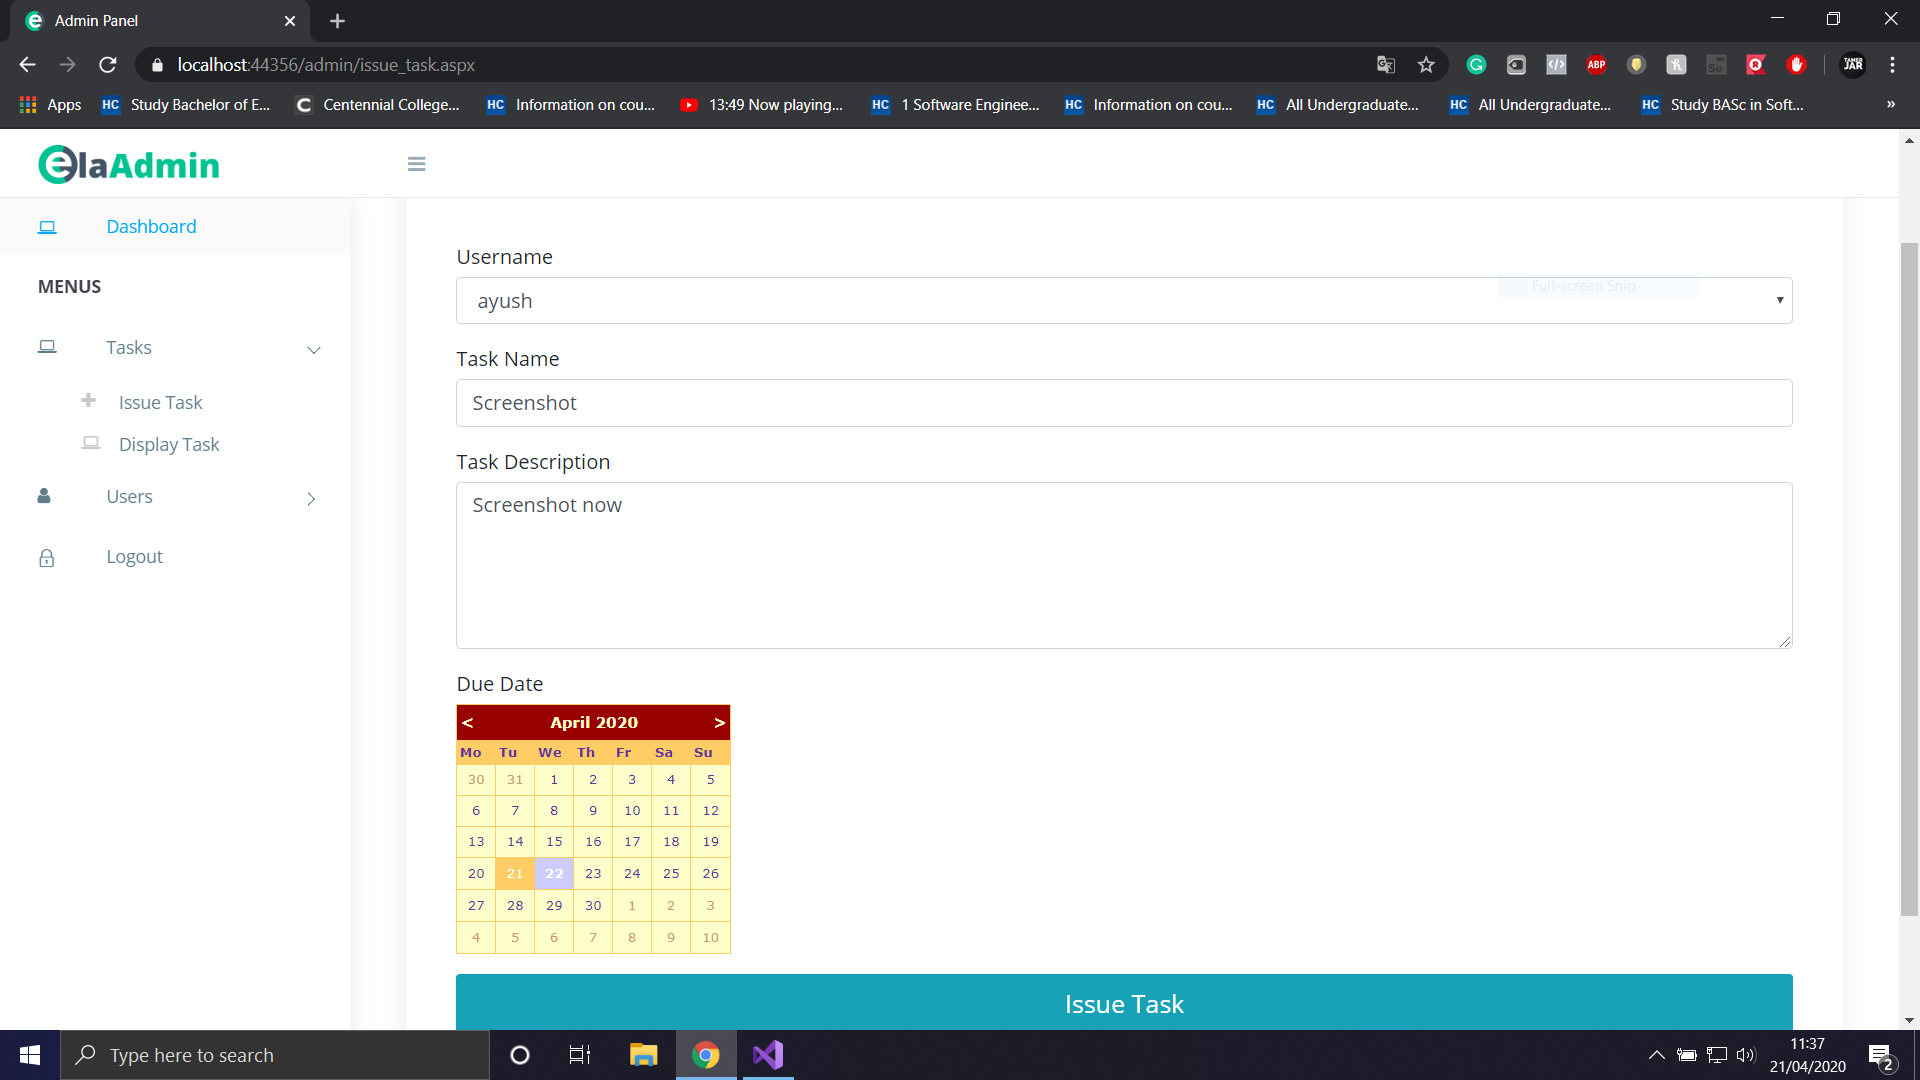 Admin Panel
localhost:44356/admin/issue_task.aspx
ABP
TAMER JAR
Apps
HC Study Bachelor of E...
C Centennial College...
HC Information on cou...
13:49 Now playing...
HC 1 Software Enginee...
HC Information on cou...
HC All Undergraduate...
HC All Undergraduate...
HC Study BASc in Soft...
»
elaAdmin
Dashboard
MENUS
Tasks
Issue Task
Display Task
Users
Logout
Username
ayush
Full-screen Snip
Task Name
Screenshot
Task Description
Screenshot now
Due Date
< April 2020 >
Mo Tu We Th Fr Sa Su
30 31 1 2 3 4 5
6 7 8 9 10 11 12
13 14 15 16 17 18 19
20 21 22 23 24 25 26
27 28 29 30 1 2 3
4 5 6 7 8 9 10
Issue Task
Type here to search
11:37
21/04/2020
2